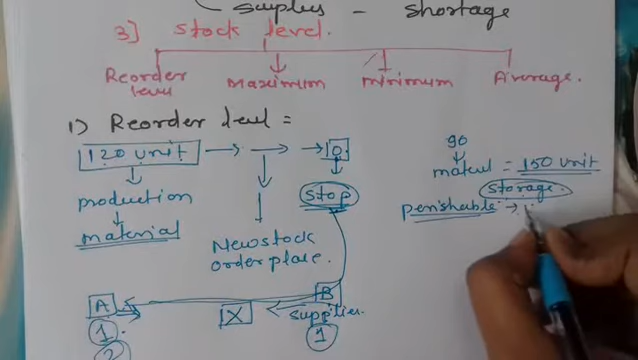 surplus - shortage
3] Stock level.
Reorder level Maximum minimum Average.
1) Reorder level =
120 unit 0 90
production stop mateul = 150 unit
material storage.
New stock order place. perishable →
A X B
supplier.
1 1
2